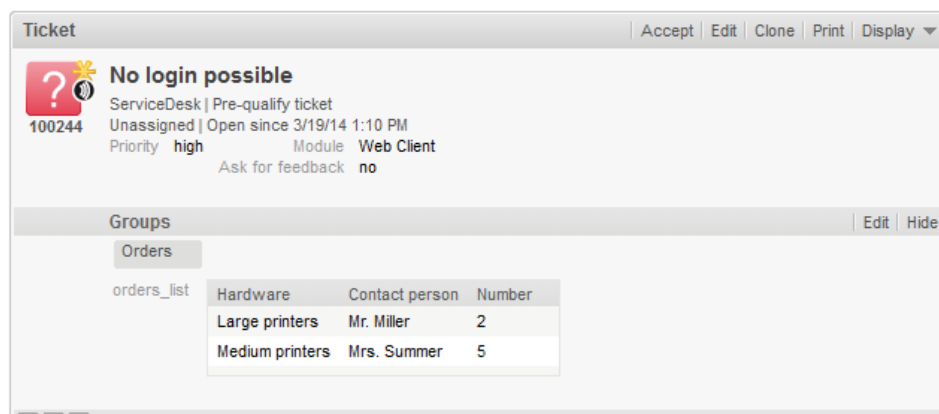 Ticket Accept Edit Clone Print Display
?
No login possible
ServiceDesk | Pre-qualify ticket
100244 Unassigned | Open since 3/19/14 1:10 PM
Priority high Module Web Client
Ask for feedback no
Groups Edit Hide
Orders
orders_list Hardware Contact person Number
Large printers Mr. Miller 2
Medium printers Mrs. Summer 5